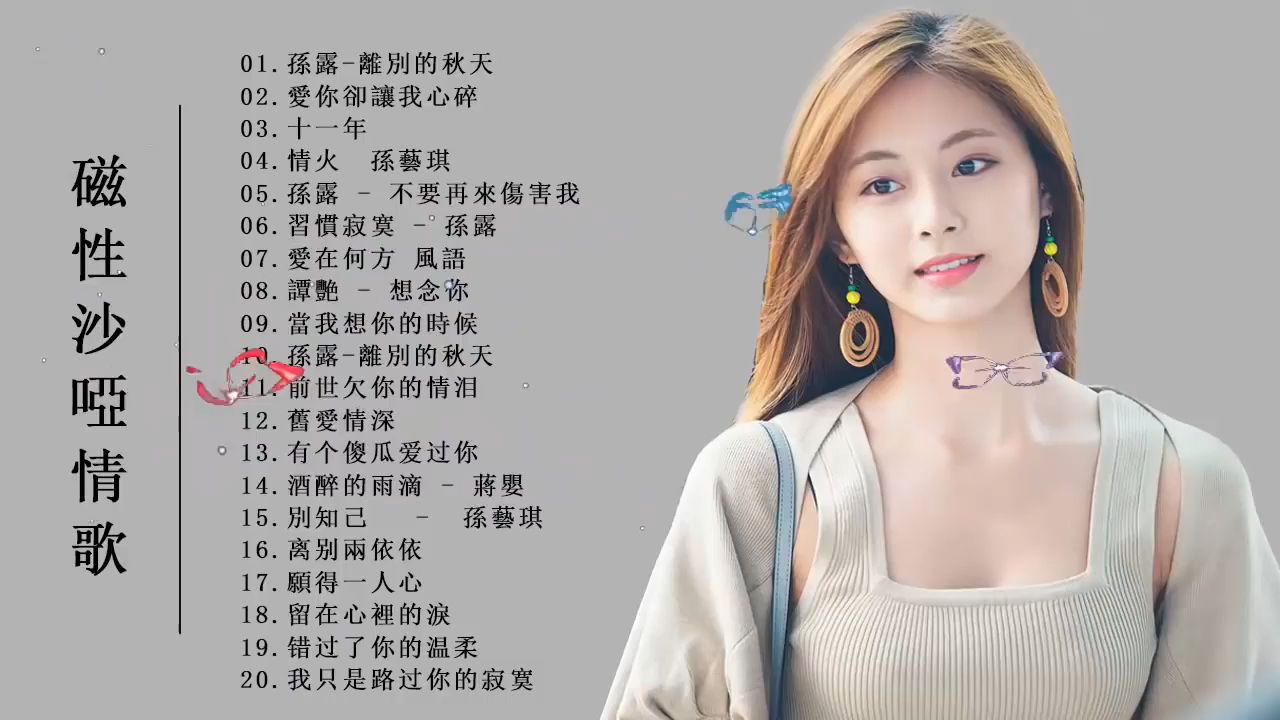 磁性沙啞情歌
01.孫露-離別的秋天
02.愛你卻讓我心碎
03.十一年
04.情火 孫藝琪
05.孫露 - 不要再來傷害我
06.習慣寂寞 - 孫露
07.愛在何方 風語
08.譚艷 - 想念你
09.當我想你的時候
10.孫露-離別的秋天
11.前世欠你的情泪
12.舊愛情深
13.有个傻瓜爱过你
14.酒醉的雨滴 - 蔣嬰
15.別知己 - 孫藝琪
16.离别兩依依
17.願得一人心
18.留在心裡的淚
19.错过了你的温柔
20.我只是路过你的寂寞